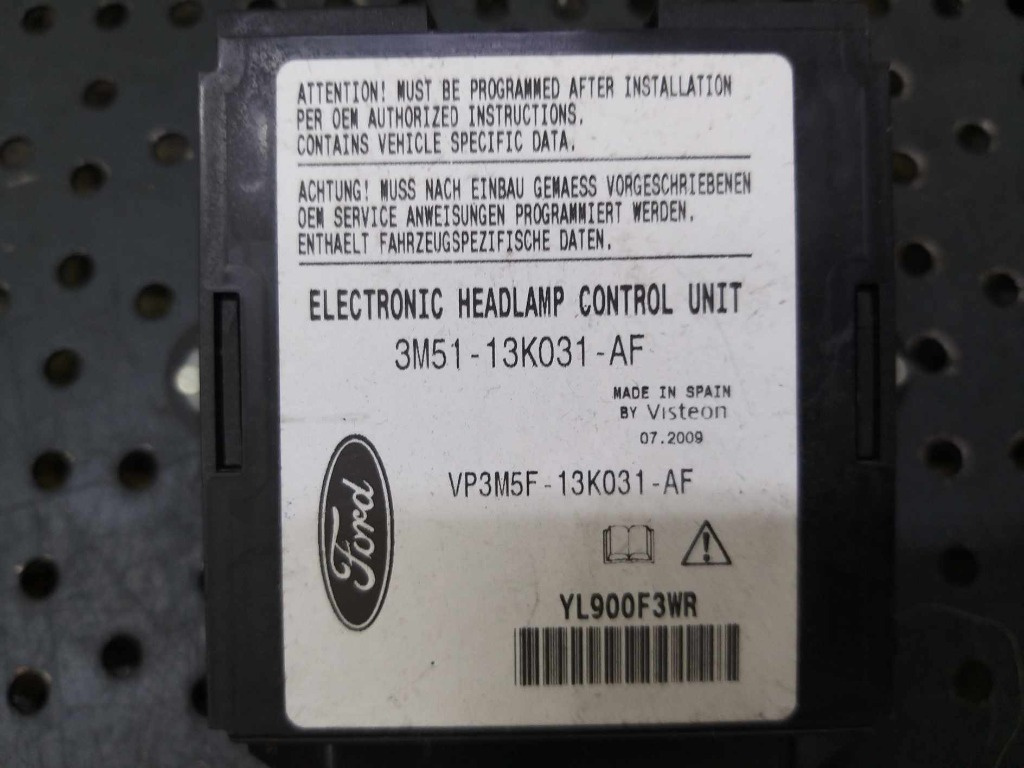 ATTENTION! MUST BE PROGRAMMED AFTER INSTALLATION
PER OEM AUTHORIZED INSTRUCTIONS.
CONTAINS VEHICLE SPECIFIC DATA.
ACHTUNG! MUSS NACH EINBAU GEMAESS VORGESCHRIEBENEN
OEM SERVICE ANWEISUNGEN PROGRAMMIERT WERDEN.
ENTHAELT FAHRZEUGSPEZIFISCHE DATEN.
ELECTRONIC HEADLAMP CONTROL UNIT
3M51-13K031-AF
MADE IN SPAIN
BY Visteon
07.2009
VP3M5F-13K031-AF
Ford
YL900F3WR